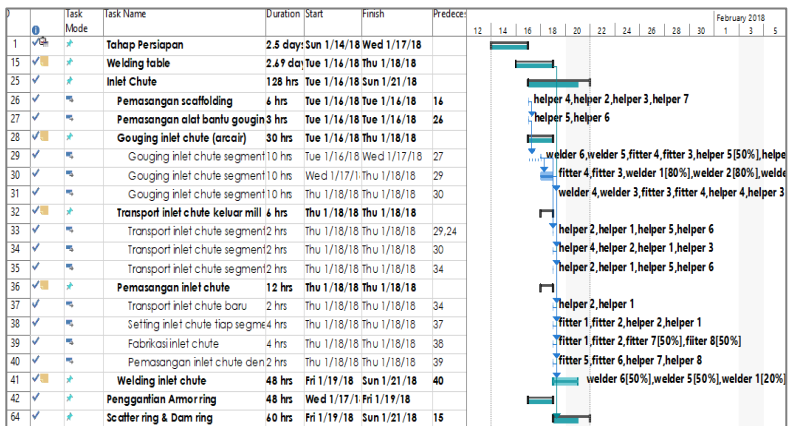 D Task Mode Task Name Duration Start Finish Predeces
February 2018
12 14 16 18 20 22 24 26 28 30 1 3 5
1 Tahap Persiapan 2.5 days Sun 1/14/18 Wed 1/17/18
15 Welding table 2.69 day Tue 1/16/18 Thu 1/18/18
25 Inlet Chute 128 hrs Tue 1/16/18 Sun 1/21/18
26 Pemasangan scaffolding 6 hrs Tue 1/16/18 Tue 1/16/18 16 helper 4,helper 2,helper 3,helper 7
27 Pemasangan alat bantu gougin 3 hrs Tue 1/16/18 Tue 1/16/18 26 helper 5,helper 6
28 Gouging inlet chute (arcair) 30 hrs Tue 1/16/18 Thu 1/18/18
29 Gouging inlet chute segment 10 hrs Tue 1/16/18 Wed 1/17/18 27 welder 6,welder 5,fitter 4,fitter 3,helper 5[50%],helpe
30 Gouging inlet chute segment 10 hrs Wed 1/17/1 Thu 1/18/18 29 fitter 4,fitter 3,welder 1[80%],welder 2[80%],welde
31 Gouging inlet chute segment 10 hrs Thu 1/18/18 Thu 1/18/18 30 welder 4,welder 3,fitter 3,fitter 4,helper 4,helper 3
32 Transport inlet chute keluar mill 6 hrs Thu 1/18/18 Thu 1/18/18
33 Transport inlet chute segment 2 hrs Thu 1/18/18 Thu 1/18/18 29,24 helper 2,helper 1,helper 5,helper 6
34 Transport inlet chute segment 2 hrs Thu 1/18/18 Thu 1/18/18 30 helper 4,helper 2,helper 1,helper 3
35 Transport inlet chute segment 2 hrs Thu 1/18/18 Thu 1/18/18 34 helper 2,helper 1,helper 5,helper 6
36 Pemasangan inlet chute 12 hrs Thu 1/18/18 Thu 1/18/18
37 Transport inlet chute baru 2 hrs Thu 1/18/18 Thu 1/18/18 34 helper 2,helper 1
38 Setting inlet chute tiap segme 4 hrs Thu 1/18/18 Thu 1/18/18 37 fitter 1,fitter 2,helper 2,helper 1
39 Fabrikasi inlet chute 4 hrs Thu 1/18/18 Thu 1/18/18 38 fitter 1,fitter 2,fitter 7[50%],fiiter 8[50%]
40 Pemasangan inlet chute den 2 hrs Thu 1/18/18 Thu 1/18/18 39 fitter 5,fitter 6,helper 7,helper 8
41 Welding inlet chute 48 hrs Fri 1/19/18 Sun 1/21/18 40 welder 6[50%],welder 5[50%],welder 1[20%]
42 Penggantian Armor ring 48 hrs Wed 1/17/1 Fri 1/19/18
64 Scatter ring & Dam ring 60 hrs Fri 1/19/18 Sun 1/21/18 15